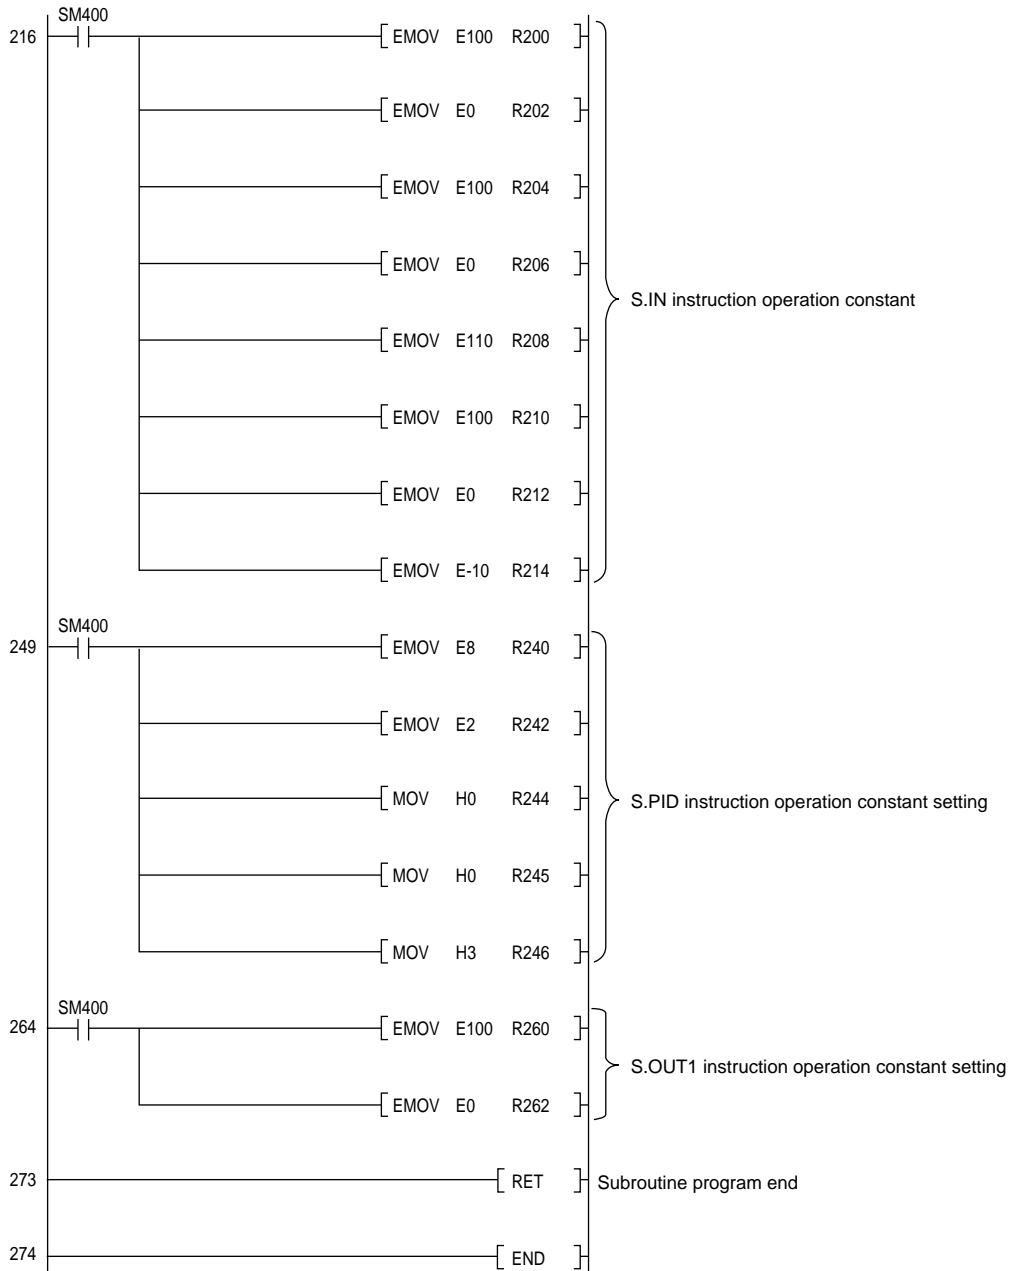 SM400
216 EMOV E100 R200
EMOV E0 R202
EMOV E100 R204
EMOV E0 R206
S.IN instruction operation constant
EMOV E110 R208
EMOV E100 R210
EMOV E0 R212
EMOV E-10 R214
SM400
249 EMOV E8 R240
EMOV E2 R242
MOV H0 R244
S.PID instruction operation constant setting
MOV H0 R245
MOV H3 R246
SM400
264 EMOV E100 R260
S.OUT1 instruction operation constant setting
EMOV E0 R262
273 RET Subroutine program end
274 END